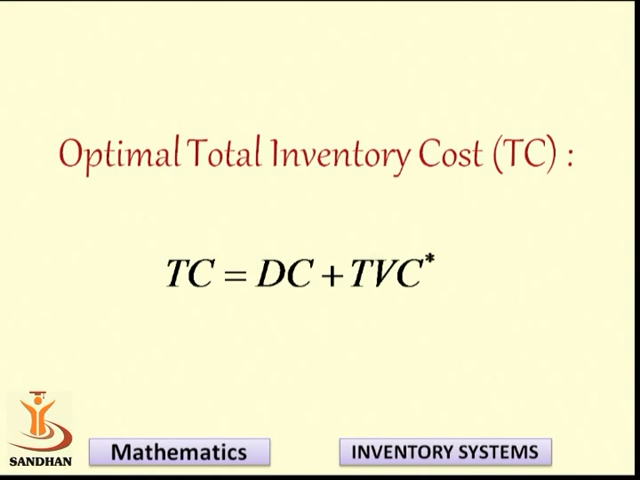 Optimal Total Inventory Cost (TC) :
TC = DC + TVC*
SANDHAN
Mathematics
INVENTORY SYSTEMS